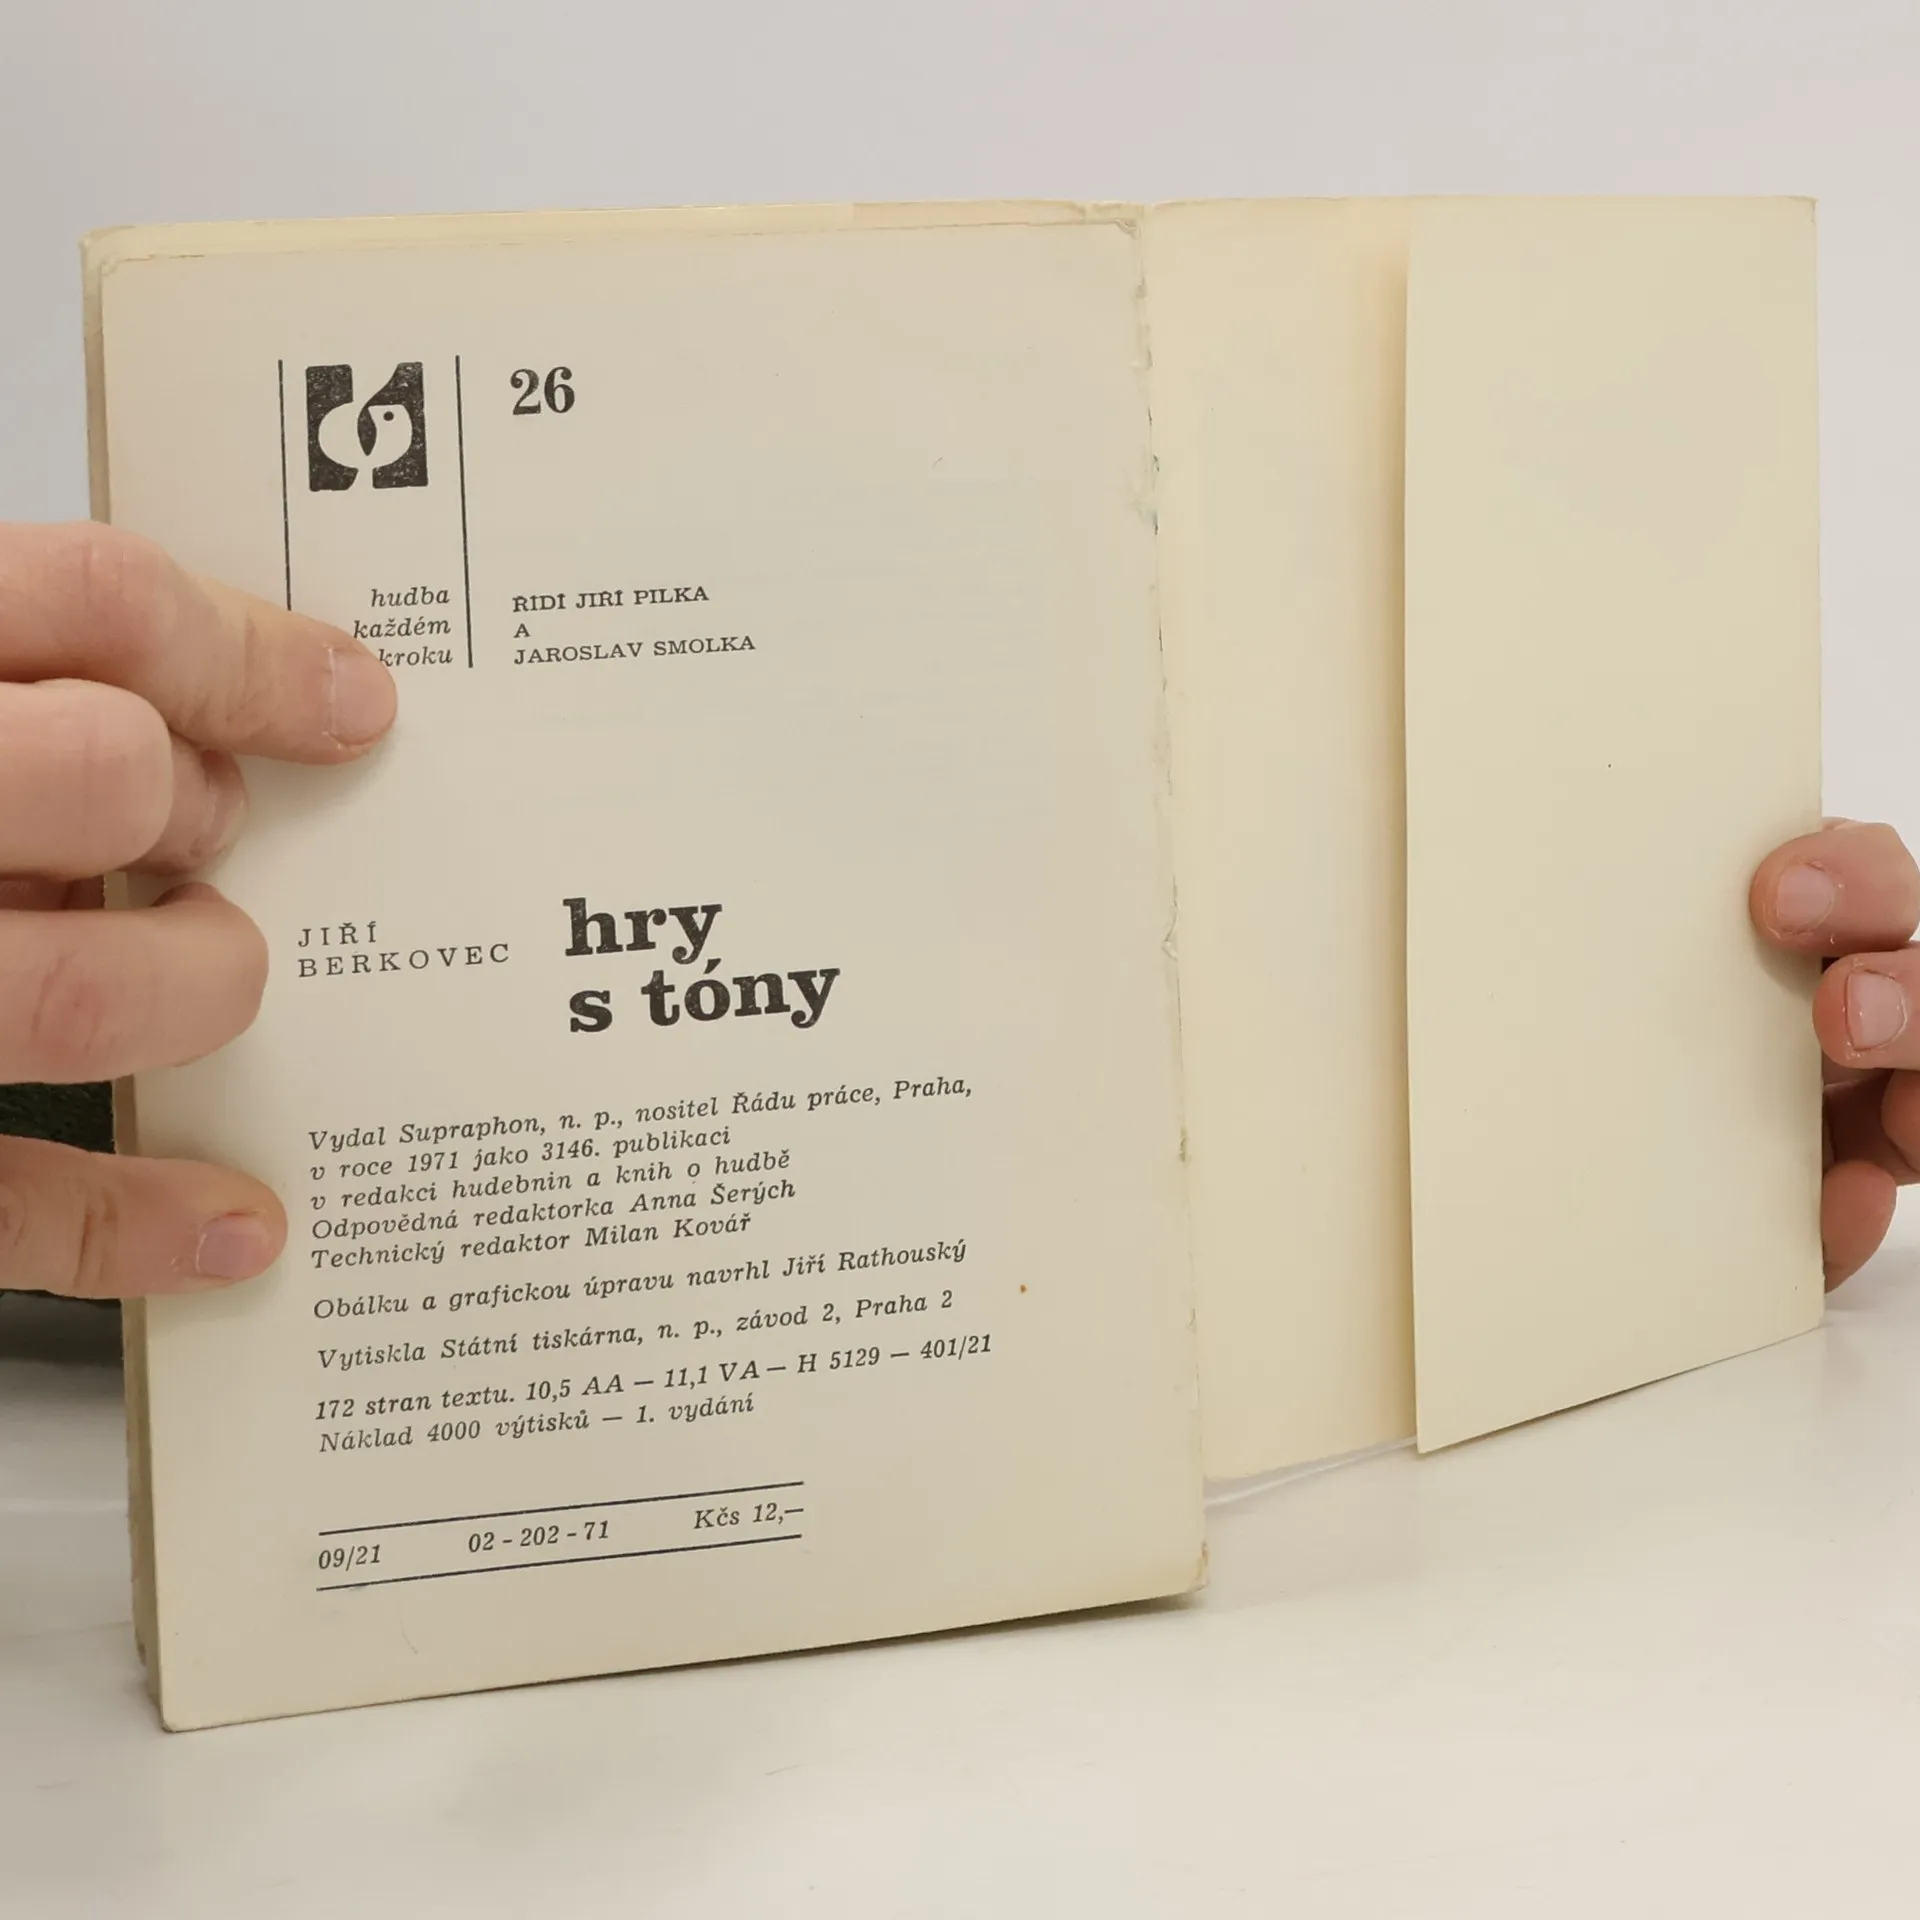 26
hudba
každém
kroku
ŘÍDÍ JIŘÍ PILKA
A
JAROSLAV SMOLKA
JIŘÍ
BERKOVEC
hry
s tóny
Vydal Supraphon, n. p., nositel Řádu práce, Praha,
v roce 1971 jako 3146. publikaci
v redakci hudebnin a knih o hudbě
Odpovědná redaktorka Anna Šerých
Technický redaktor Milan Kovář
Obálku a grafickou úpravu navrhl Jiří Rathouský
Vytiskla Státní tiskárna, n. p., závod 2, Praha 2
172 stran textu. 10,5 AA — 11,1 VA — H 5129 — 401/21
Náklad 4000 výtisků — 1. vydání
09/21 02 - 202 - 71 Kčs 12,—